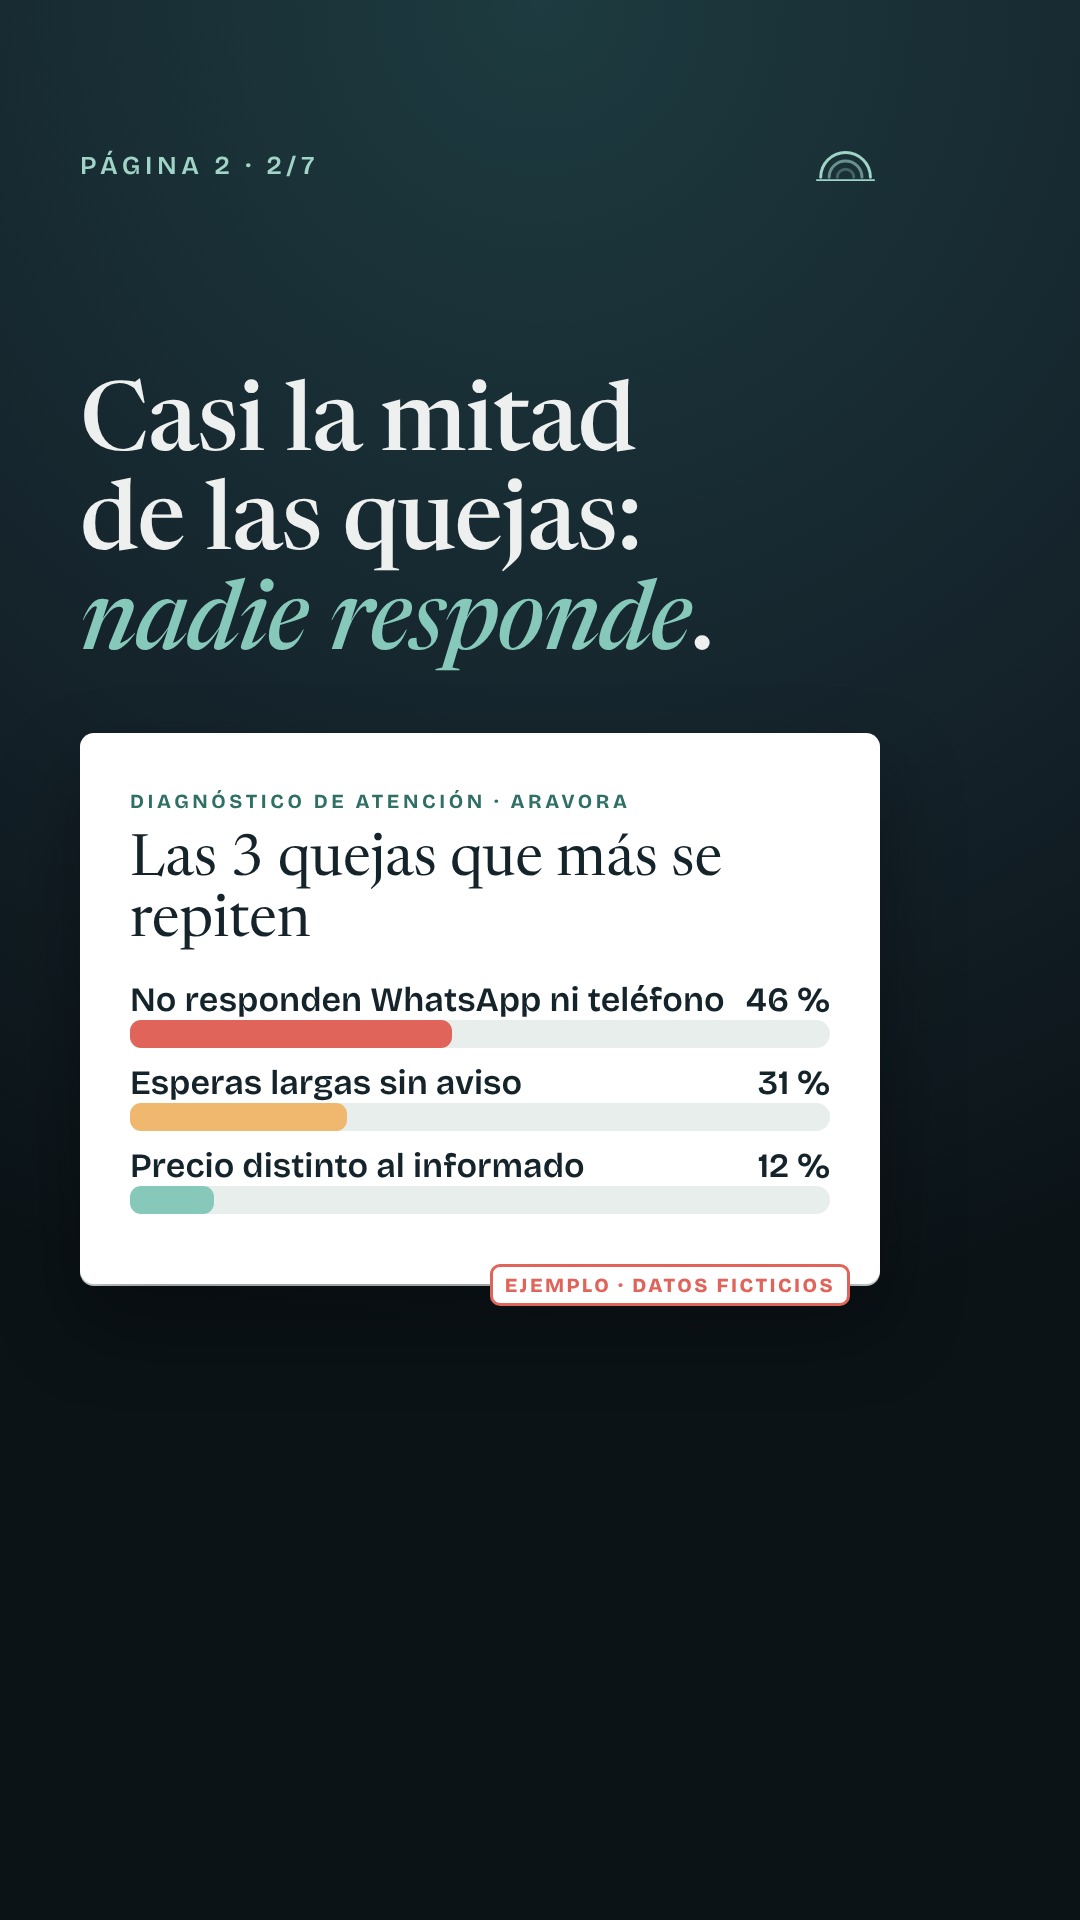 PÁGINA 2 · 2/7
Casi la mitad
de las quejas:
nadie responde.
DIAGNÓSTICO DE ATENCIÓN · ARAVORA
Las 3 quejas que más se
repiten
No responden WhatsApp ni teléfono 46 %
Esperas largas sin aviso 31 %
Precio distinto al informado 12 %
EJEMPLO · DATOS FICTICIOS